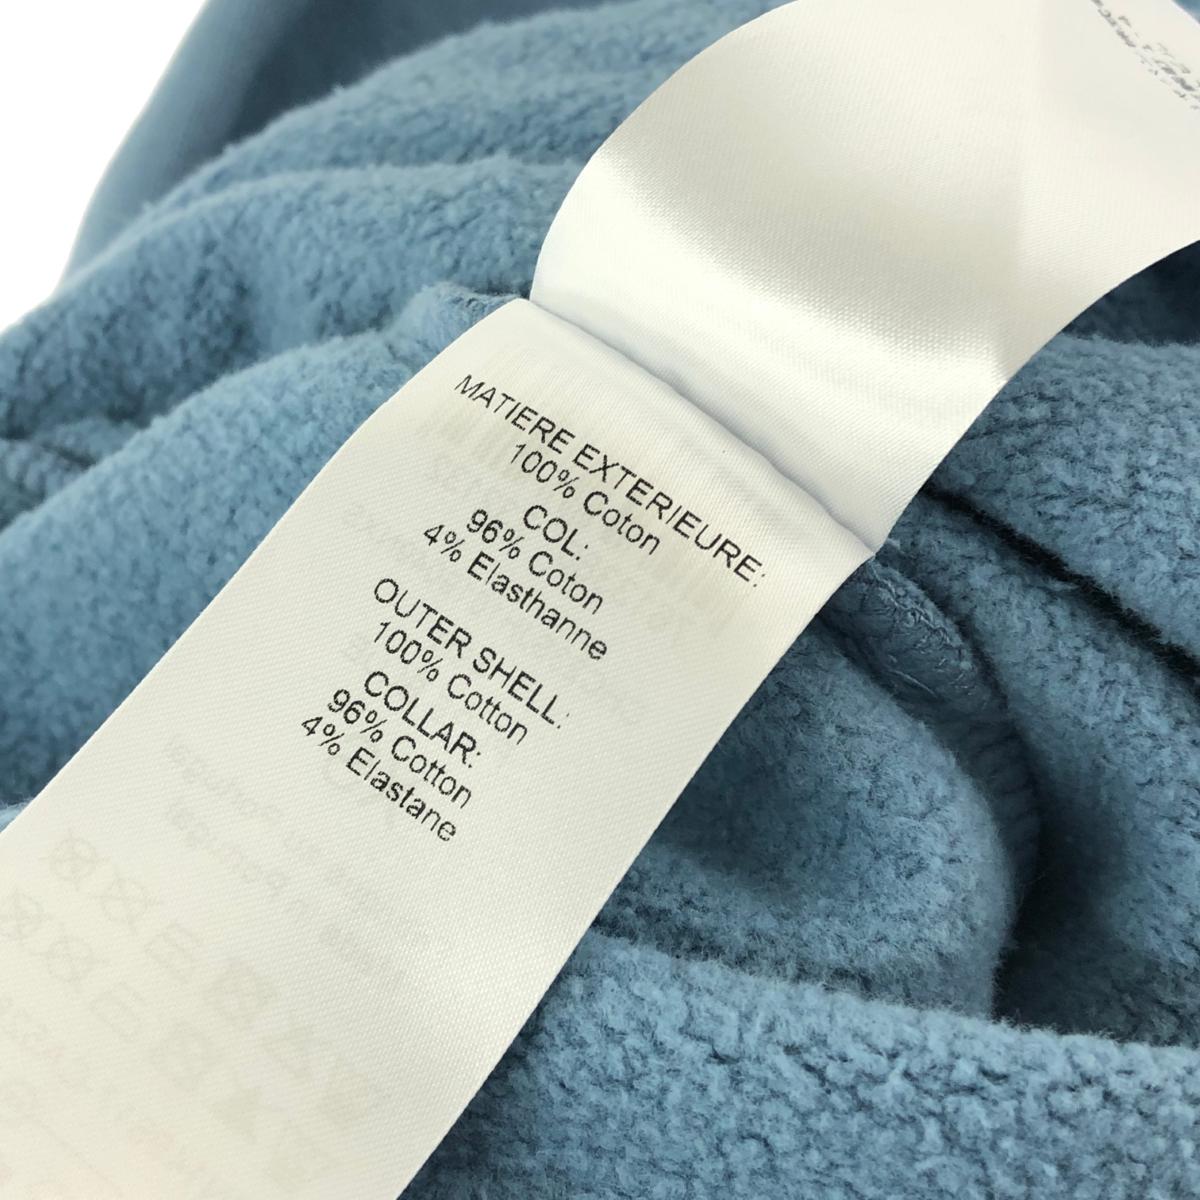 MATIERE EXTERIEURE:
100% Coton
COL:
96% Coton
4% Elasthanne
OUTER SHELL:
100% Cotton
COLLAR:
96% Cotton
4% Elastane